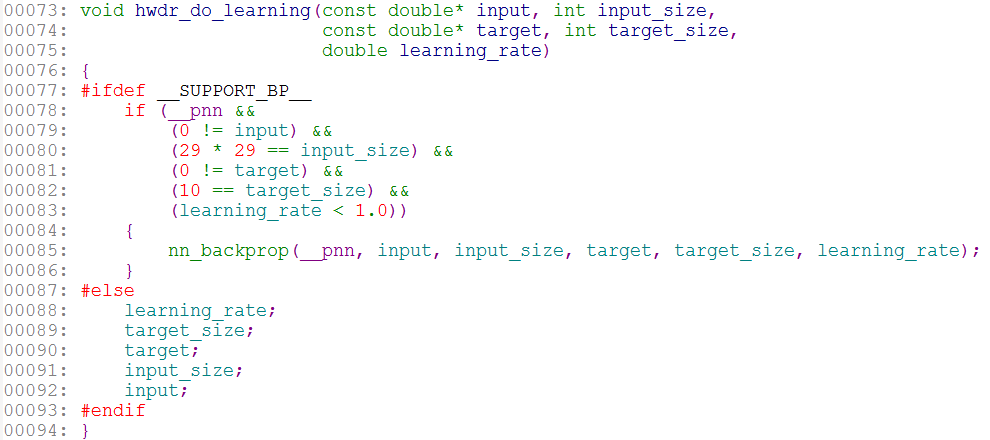 00073: void hwdr_do_learning(const double* input, int input_size,
00074:                       const double* target, int target_size,
00075:                       double learning_rate)
00076: {
00077: #ifdef __SUPPORT_BP__
00078:     if (__pnn &&
00079:         (0 != input) &&
00080:         (29 * 29 == input_size) &&
00081:         (0 != target) &&
00082:         (10 == target_size) &&
00083:         (learning_rate < 1.0))
00084:     {
00085:         nn_backprop(__pnn, input, input_size, target, target_size, learning_rate);
00086:     }
00087: #else
00088:     learning_rate;
00089:     target_size;
00090:     target;
00091:     input_size;
00092:     input;
00093: #endif
00094: }